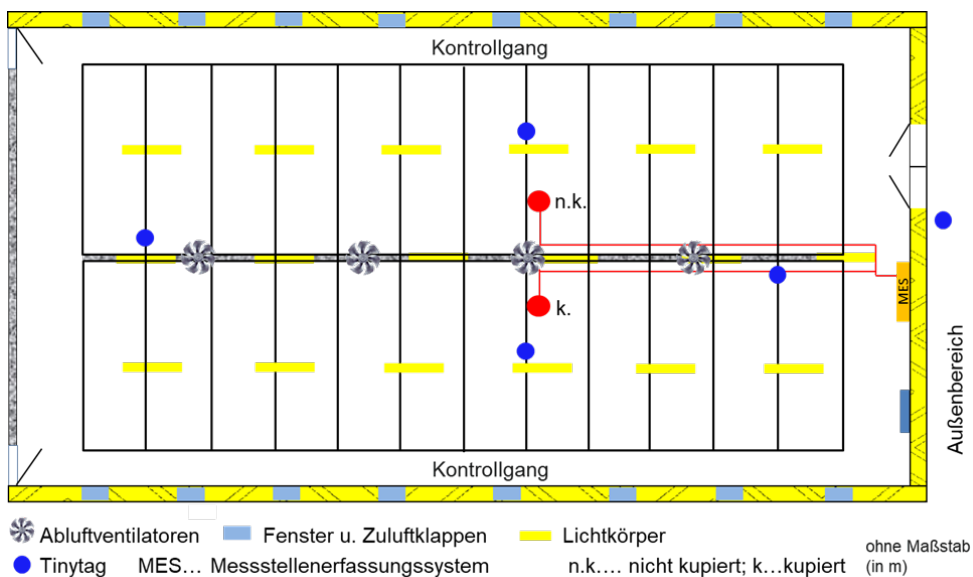 Kontrollgang
n.k.
k.
MES
Außenbereich
Kontrollgang
Abluftventilatoren Fenster u. Zuluftklappen Lichtkörper
Tinytag MES... Messstellenerfassungssystem n.k.... nicht kupiert; k...kupiert
ohne Maßstab
(in m)